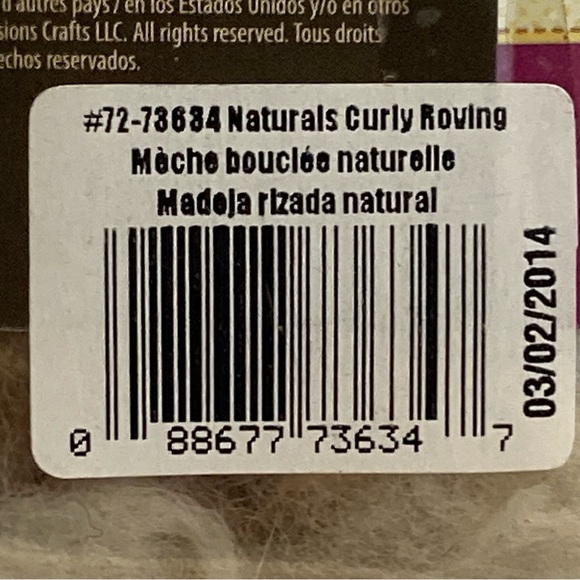 d'autres pays / en los Estados Unidos y/o en otros
sions Crafts LLC. All rights reserved. Tous droits
echos reservados.
#72-73634 Naturals Curly Roving
Mèche bouclée naturelle
Madeja rizada natural
03/02/2014
0 88677 73634 7